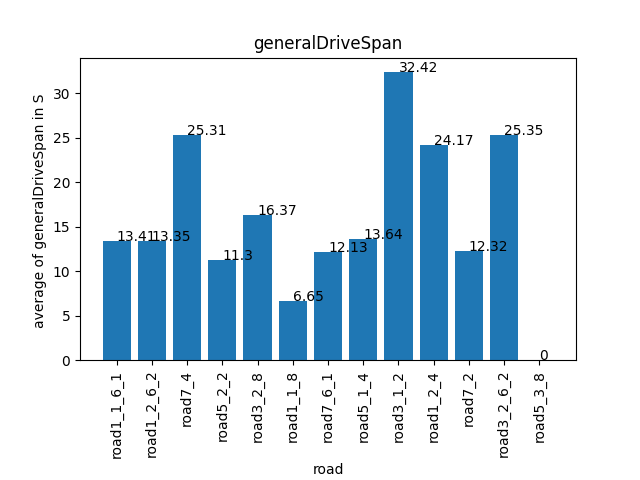 generalDriveSpan
average of generalDriveSpan in S
30
25
20
15
10
5
0
13.41
13.35
25.31
11.3
16.37
6.65
12.13
13.64
32.42
24.17
12.32
25.35
0
road1_1_6_1
road1_2_6_2
road7_4
road5_2_2
road3_2_8
road1_1_8
road7_6_1
road5_1_4
road3_1_2
road1_2_4
road7_2
road3_2_6_2
road5_3_8
road